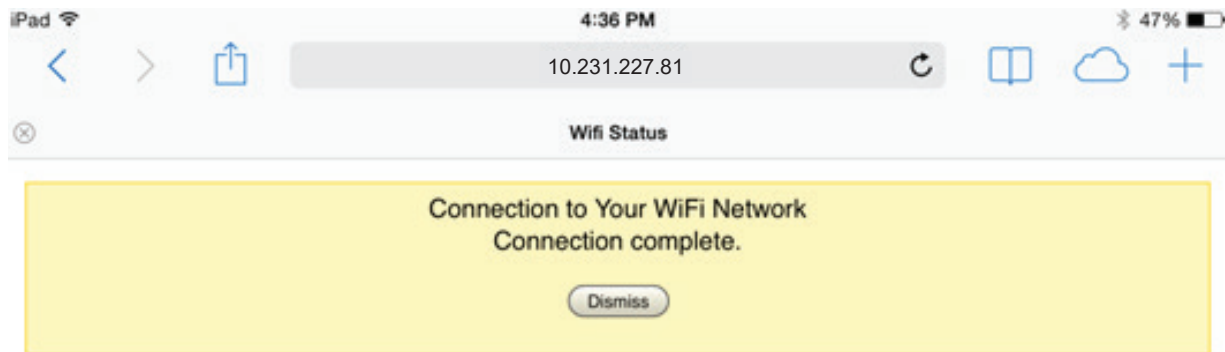 iPad 4:36 PM 47%
10.231.227.81
Wifi Status
Connection to Your WiFi Network
Connection complete.
Dismiss